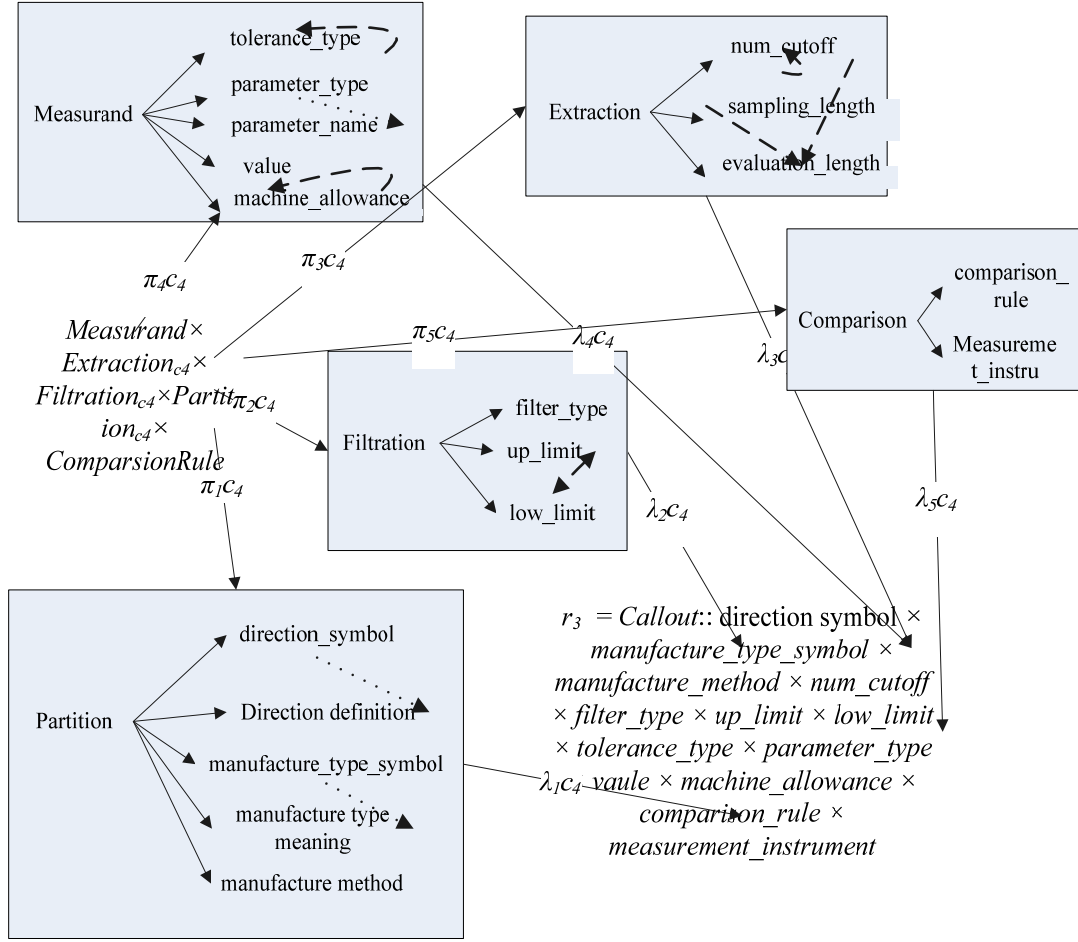 tolerance_type
parameter_type
Measurand
parameter_name
value
machine_allowance
num_cutoff
Extraction
sampling_length
evaluation_length
π4c4
π3c4
π5c4
λ4c4
λ3c
comparison_
rule
Comparison
Measureme
t_instru
Measurand×
Extractionc4×
Filtrationc4×Partit
ionc4×
ComparsionRule
π2c4
π1c4
filter_type
Filtration
up_limit
low_limit
λ2c4
λ5c4
direction_symbol
Partition
Direction definition
manufacture_type_symbol
manufacture type
meaning
manufacture method
λ1c4
r3 = Callout:: direction symbol ×
manufacture_type_symbol ×
manufacture_method × num_cutoff
× filter_type × up_limit × low_limit
× tolerance_type × parameter_type
vaule × machine_allowance ×
comparison_rule ×
measurement_instrument